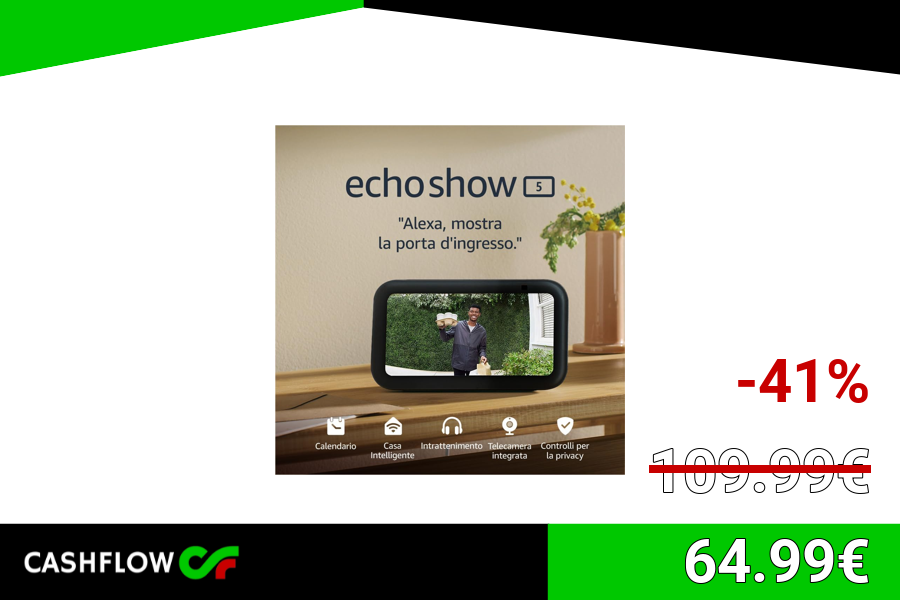 echo show 5
"Alexa, mostra
la porta d'ingresso."
Calendario
Casa
Intelligente
Intrattenimento
Telecamera
integrata
Controlli per
la privacy
-41%
109.99€
CASHFLOW
64.99€